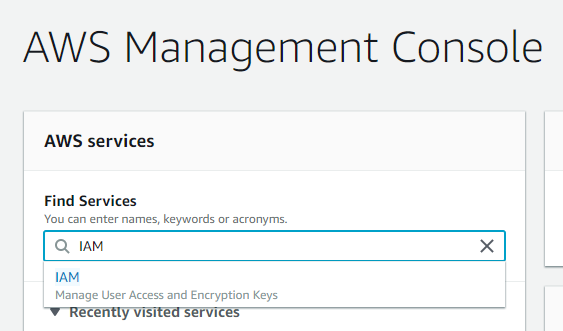 AWS Management Console
AWS services
Find Services
You can enter names, keywords or acronyms.
IAM
IAM
Manage User Access and Encryption Keys
Recently visited services